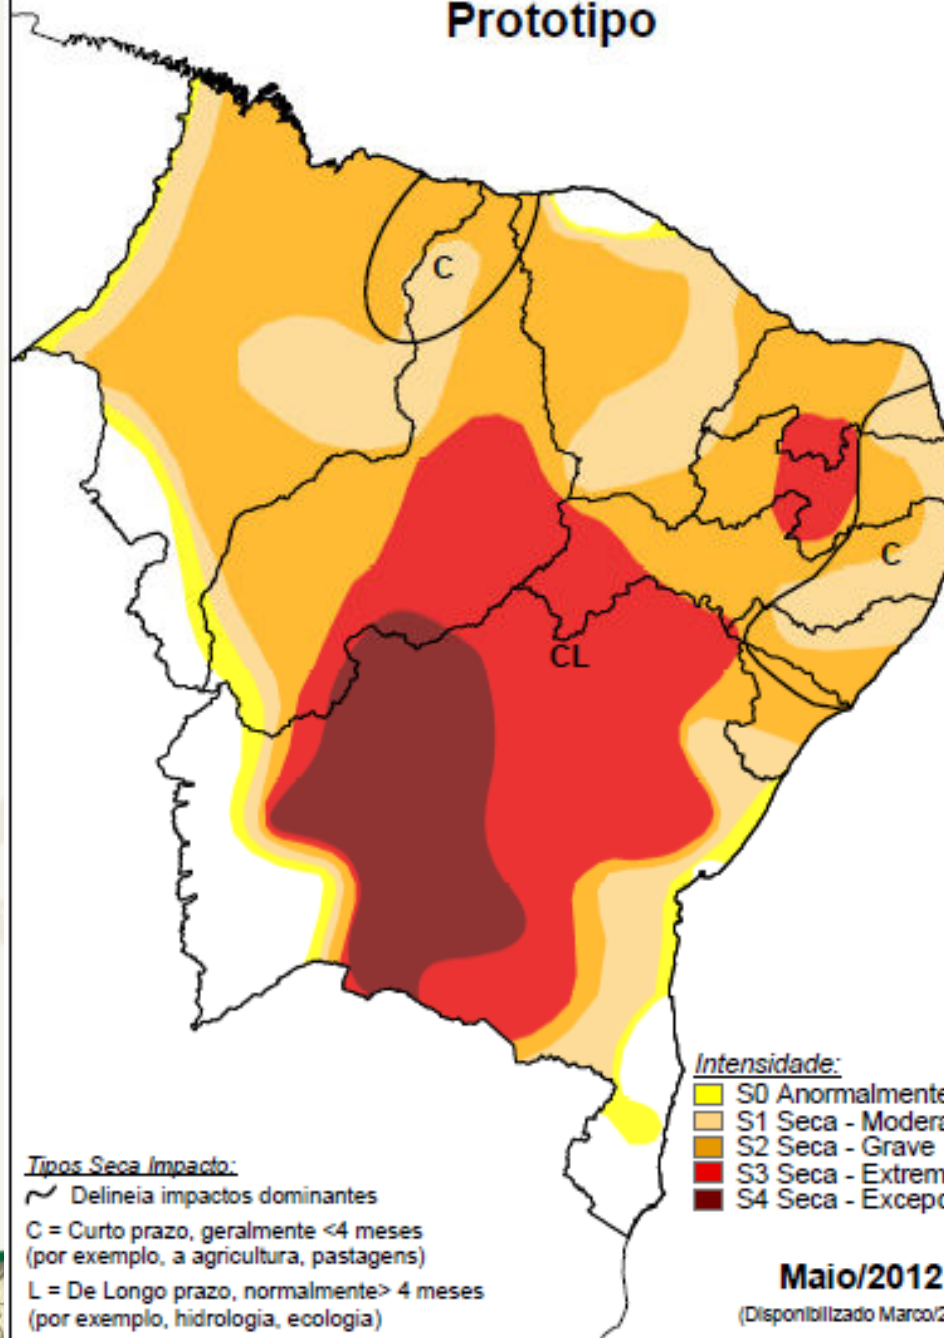 Prototipo
C
C
CL
Intensidade:
S0 Anormalmente
S1 Seca - Modera
S2 Seca - Grave
S3 Seca - Extrem
S4 Seca - Excepc
Tipos Seca Impacto:
Delineia impactos dominantes
C = Curto prazo, geralmente <4 meses
(por exemplo, a agricultura, pastagens)
L = De Longo prazo, normalmente> 4 meses
(por exemplo, hidrologia, ecologia)
Maio/2012
(Disponibilizado Marco/2